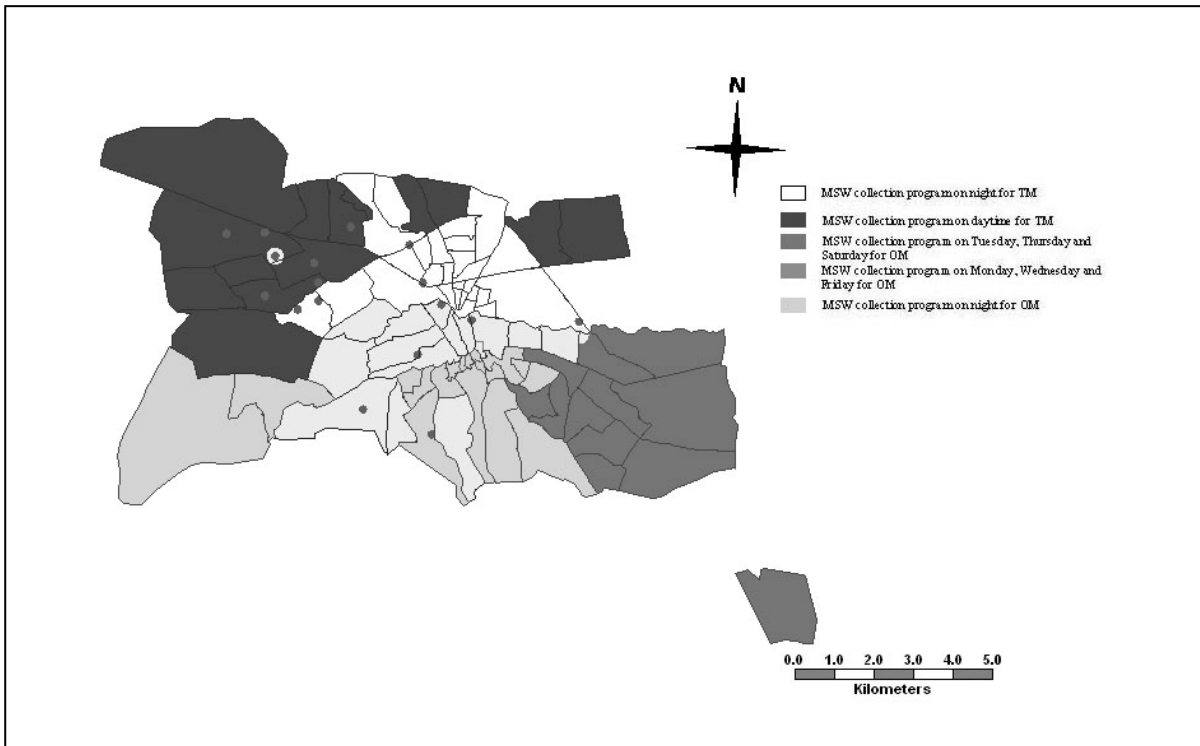 N
MSW collection program on night for TM
MSW collection program on daytime for TM
MSW collection program on Tuesday, Thursday and
Saturday for OM
MSW collection program on Monday, Wednesday and
Friday for OM
MSW collection program on night for OM
0.0 1.0 2.0 3.0 4.0 5.0
Kilometers